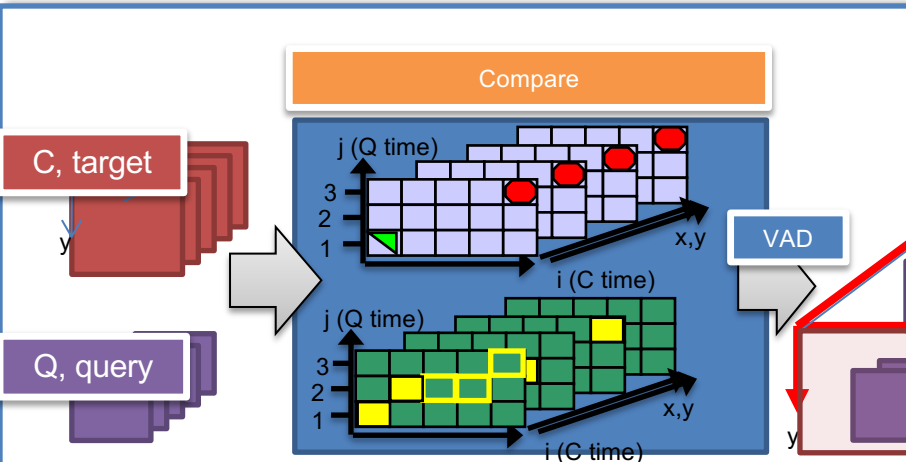 Compare
C, target
y
j (Q time)
3
2
1
x,y
i (C time)
VAD
Q, query
j (Q time)
3
2
1
x,y
i (C time)
y